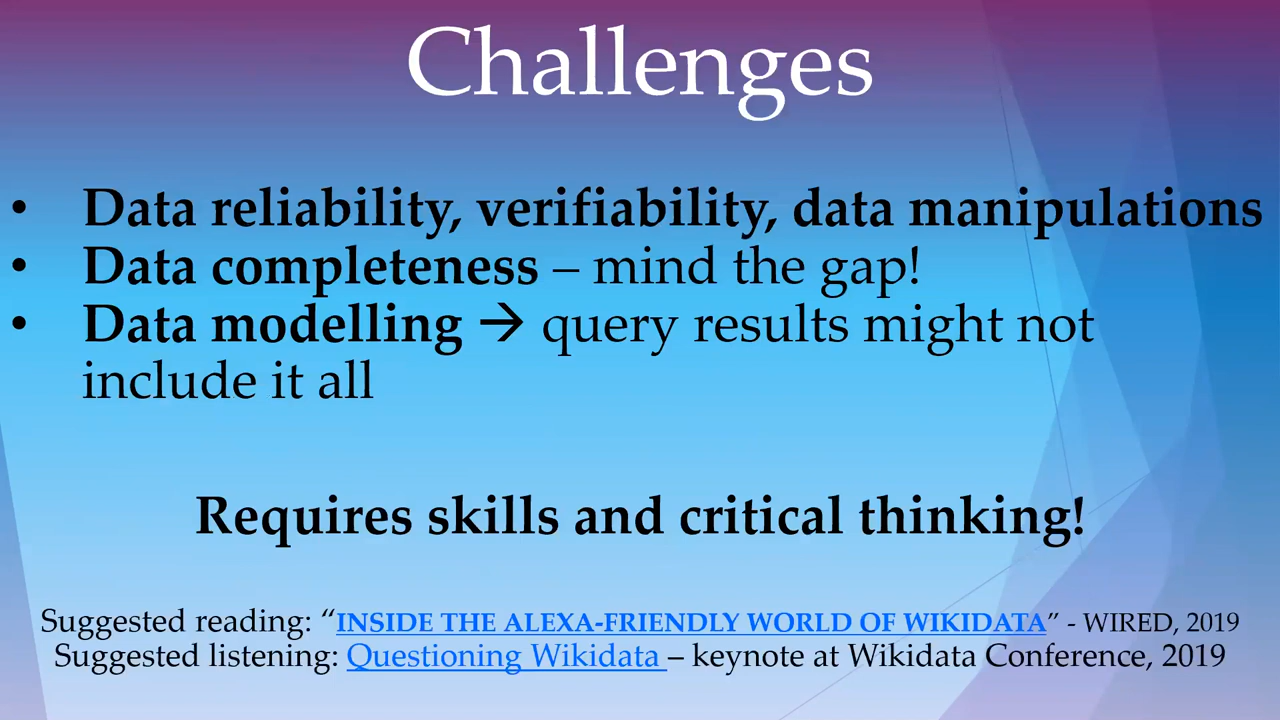 Challenges
• Data reliability, verifiability, data manipulations
• Data completeness – mind the gap!
• Data modelling → query results might not
include it all
Requires skills and critical thinking!
Suggested reading: “INSIDE THE ALEXA-FRIENDLY WORLD OF WIKIDATA” - WIRED, 2019
Suggested listening: Questioning Wikidata – keynote at Wikidata Conference, 2019